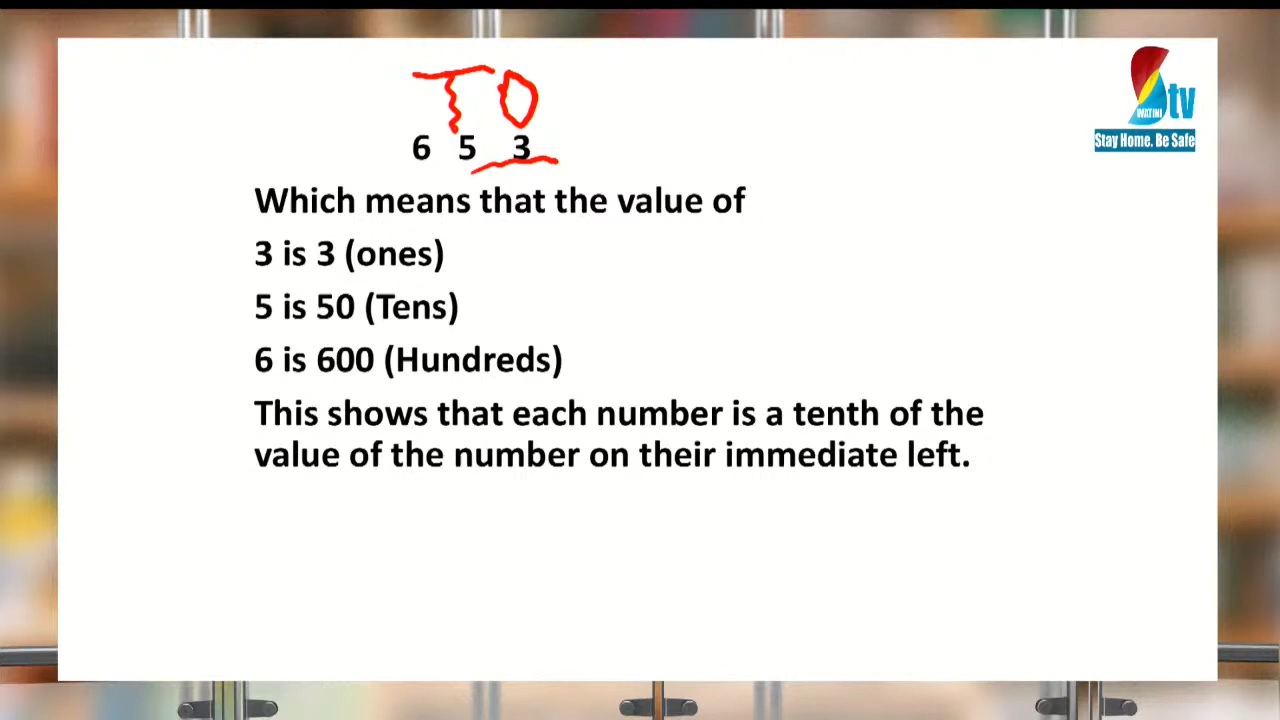 T O
6 5 3
Which means that the value of
3 is 3 (ones)
5 is 50 (Tens)
6 is 600 (Hundreds)
This shows that each number is a tenth of the
value of the number on their immediate left.
WATINI
tv
Stay Home. Be Safe